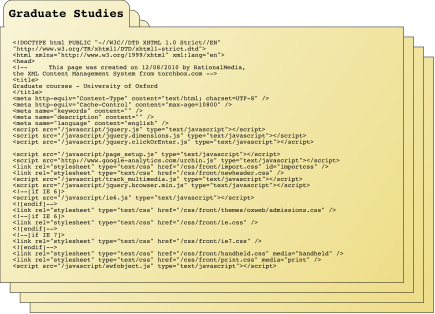 Graduate Studies
<!DOCTYPE html PUBLIC "-//W3C//DTD XHTML 1.0 Strict//EN"
"http://www.w3.org/TR/xhtml1/DTD/xhtml1-strict.dtd">
<html xmlns="http://www.w3.org/1999/xhtml" xml:lang="en">
<head>
<!-- This page was created on 12/08/2010 by RationalMedia,
the XML Content Management System from torchbox.com -->
<title>
Graduate courses - University of Oxford
</title>
<meta http-equiv="Content-Type" content="text/html; charset=UTF-8" />
<meta http-equiv="Cache-Control" content="max-age=10800" />
<meta name="keywords" content="" />
<meta name="description" content="" />
<meta name="language" content="english" />
<script src="/javascript/jquery.js" type="text/javascript"></script>
<script src="/javascript/jquery.dimensions.js" type="text/javascript"></script>
<script src="/javascript/jquery.clickOrEnter.js" type="text/javascript"></script>
<script src="/javascript/page_setup.js" type="text/javascript"></script>
<script src="http://www.google-analytics.com/urchin.js" type="text/javascript"></script>
<link rel="stylesheet" type="text/css" href="/css/front/import.css" id="importcss" />
<link rel="stylesheet" type="text/css" href="/css/front/newheader.css" />
<script src="/javascript/track_multimedia.js" type="text/javascript"></script>
<script src="/javascript/jquery.browser.min.js" type="text/javascript"></script>
<!--[if IE 6]>
<script src="/javascript/ie6.js" type="text/javascript"></script>
<![endif]-->
<link rel="stylesheet" type="text/css" href="/css/front/themes/oxweb/admissions.css" />
<!--[if IE 6]>
<link rel="stylesheet" type="text/css" href="/css/front/ie.css" />
<![endif]-->
<!--[if IE 7]>
<link rel="stylesheet" type="text/css" href="/css/front/ie7.css" />
<![endif]-->
<link rel="stylesheet" type="text/css" href="/css/front/handheld.css" media="handheld" />
<link rel="stylesheet" type="text/css" href="/css/front/print.css" media="print" />
<script src="/javascript/swfobject.js" type="text/javascript"></script>